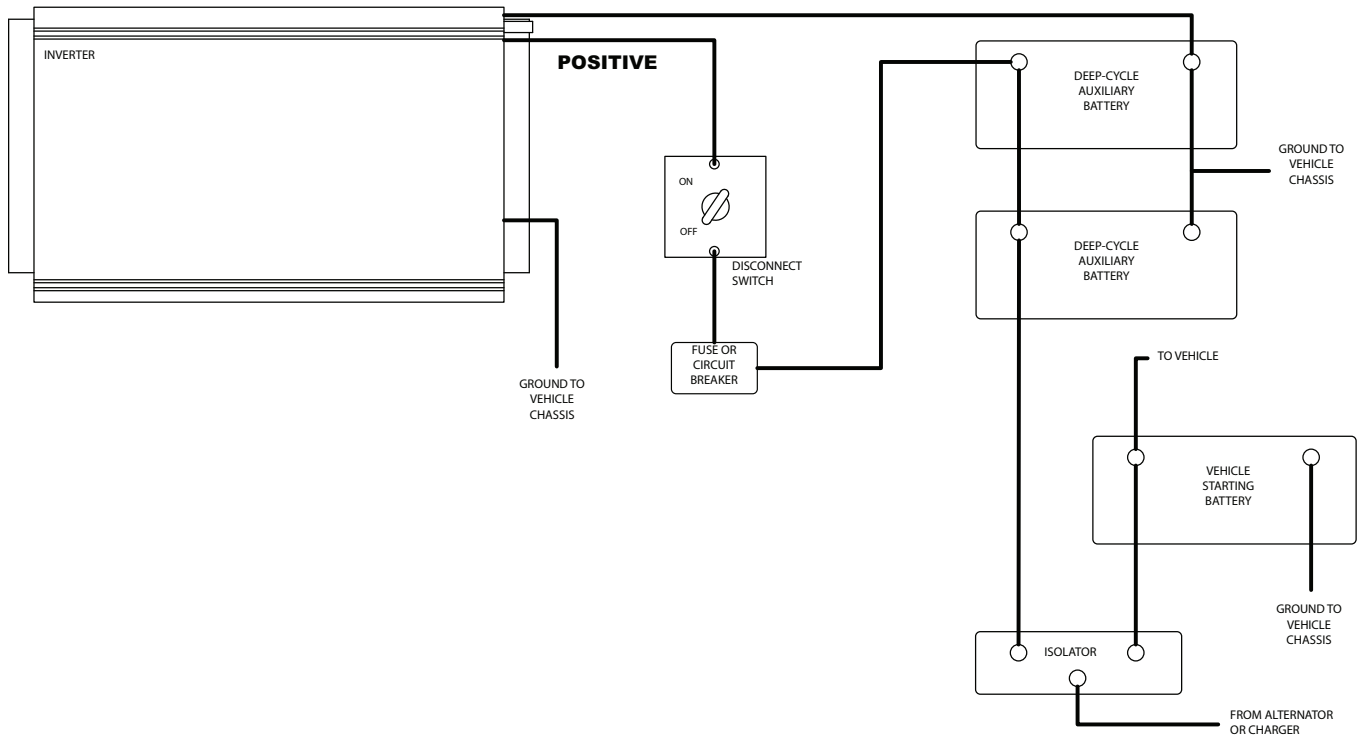 INVERTER
POSITIVE
DEEP-CYCLE
AUXILIARY
BATTERY
GROUND TO
VEHICLE
CHASSIS
ON
OFF
DISCONNECT
SWITCH
DEEP-CYCLE
AUXILIARY
BATTERY
FUSE OR
CIRCUIT
BREAKER
GROUND TO
VEHICLE
CHASSIS
TO VEHICLE
VEHICLE
STARTING
BATTERY
GROUND TO
VEHICLE
CHASSIS
ISOLATOR
FROM ALTERNATOR
OR CHARGER